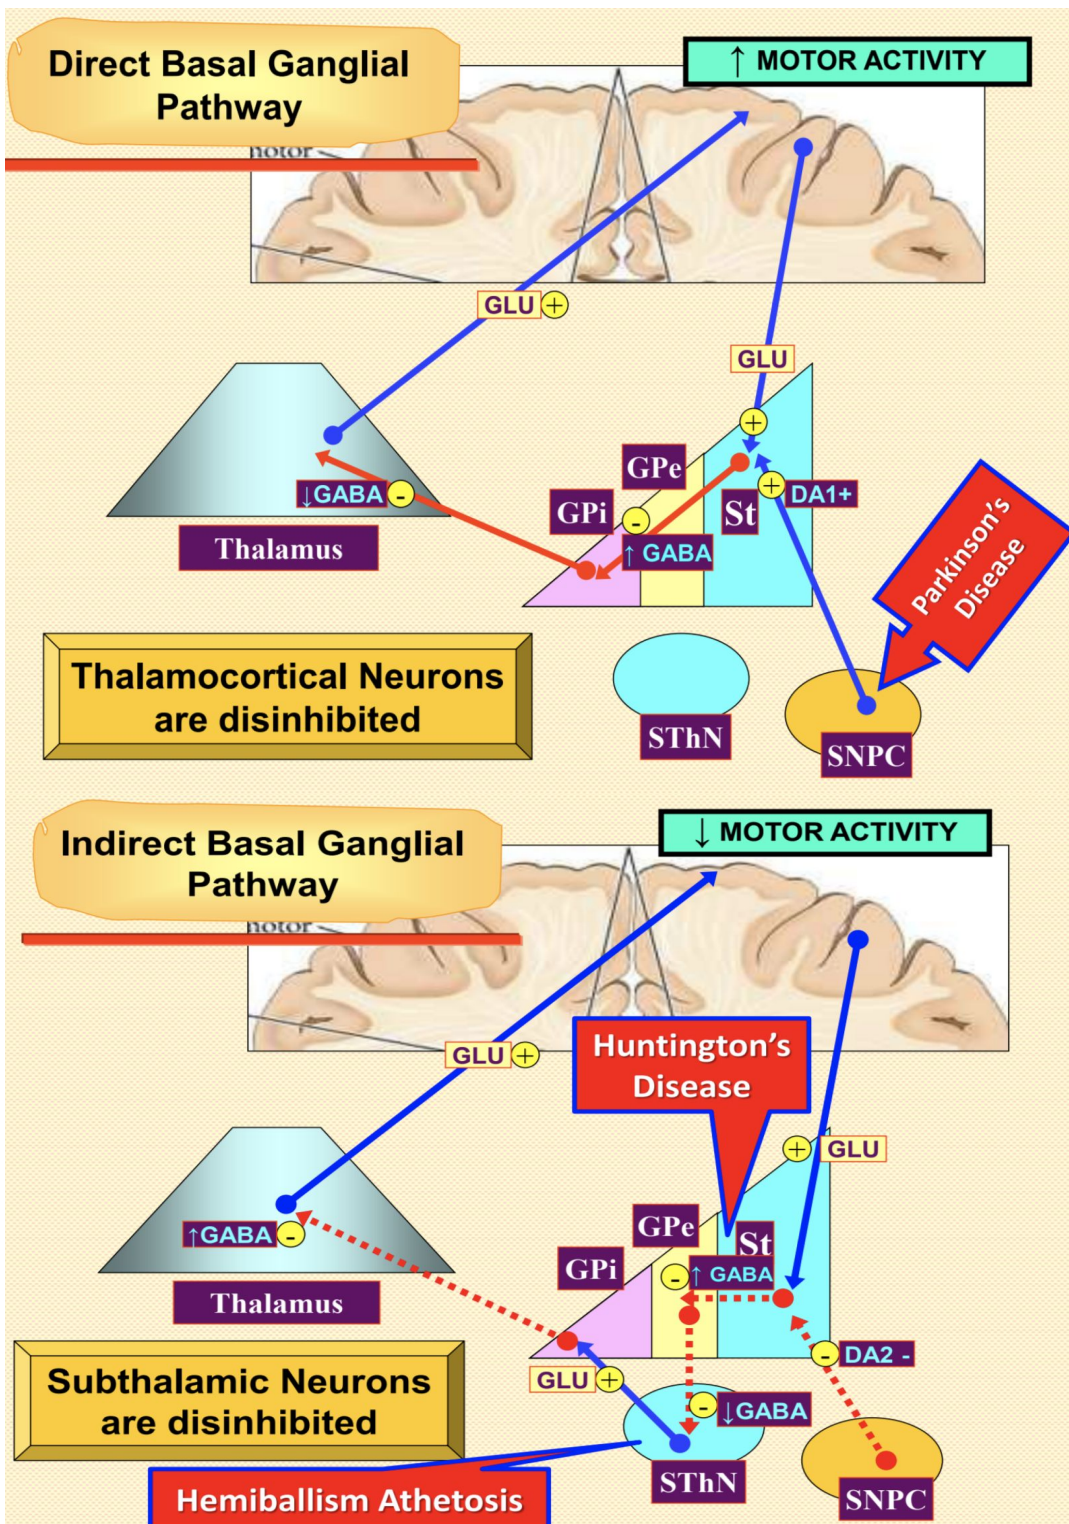 Direct Basal Ganglial
Pathway
↑ MOTOR ACTIVITY
motor
GLU +
GLU
+
GPe
GPi
-
↑ GABA
St
+ DA1+
↓GABA -
Thalamus
Parkinson's
Disease
Thalamocortical Neurons
are disinhibited
SThN
SNPC
Indirect Basal Ganglial
Pathway
↓ MOTOR ACTIVITY
motor
GLU +
Huntington's
Disease
+ GLU
GPe
St
GPi
- ↑ GABA
↑GABA -
Thalamus
- DA2 -
GLU +
- ↓GABA
Subthalamic Neurons
are disinhibited
SThN
SNPC
Hemiballism Athetosis